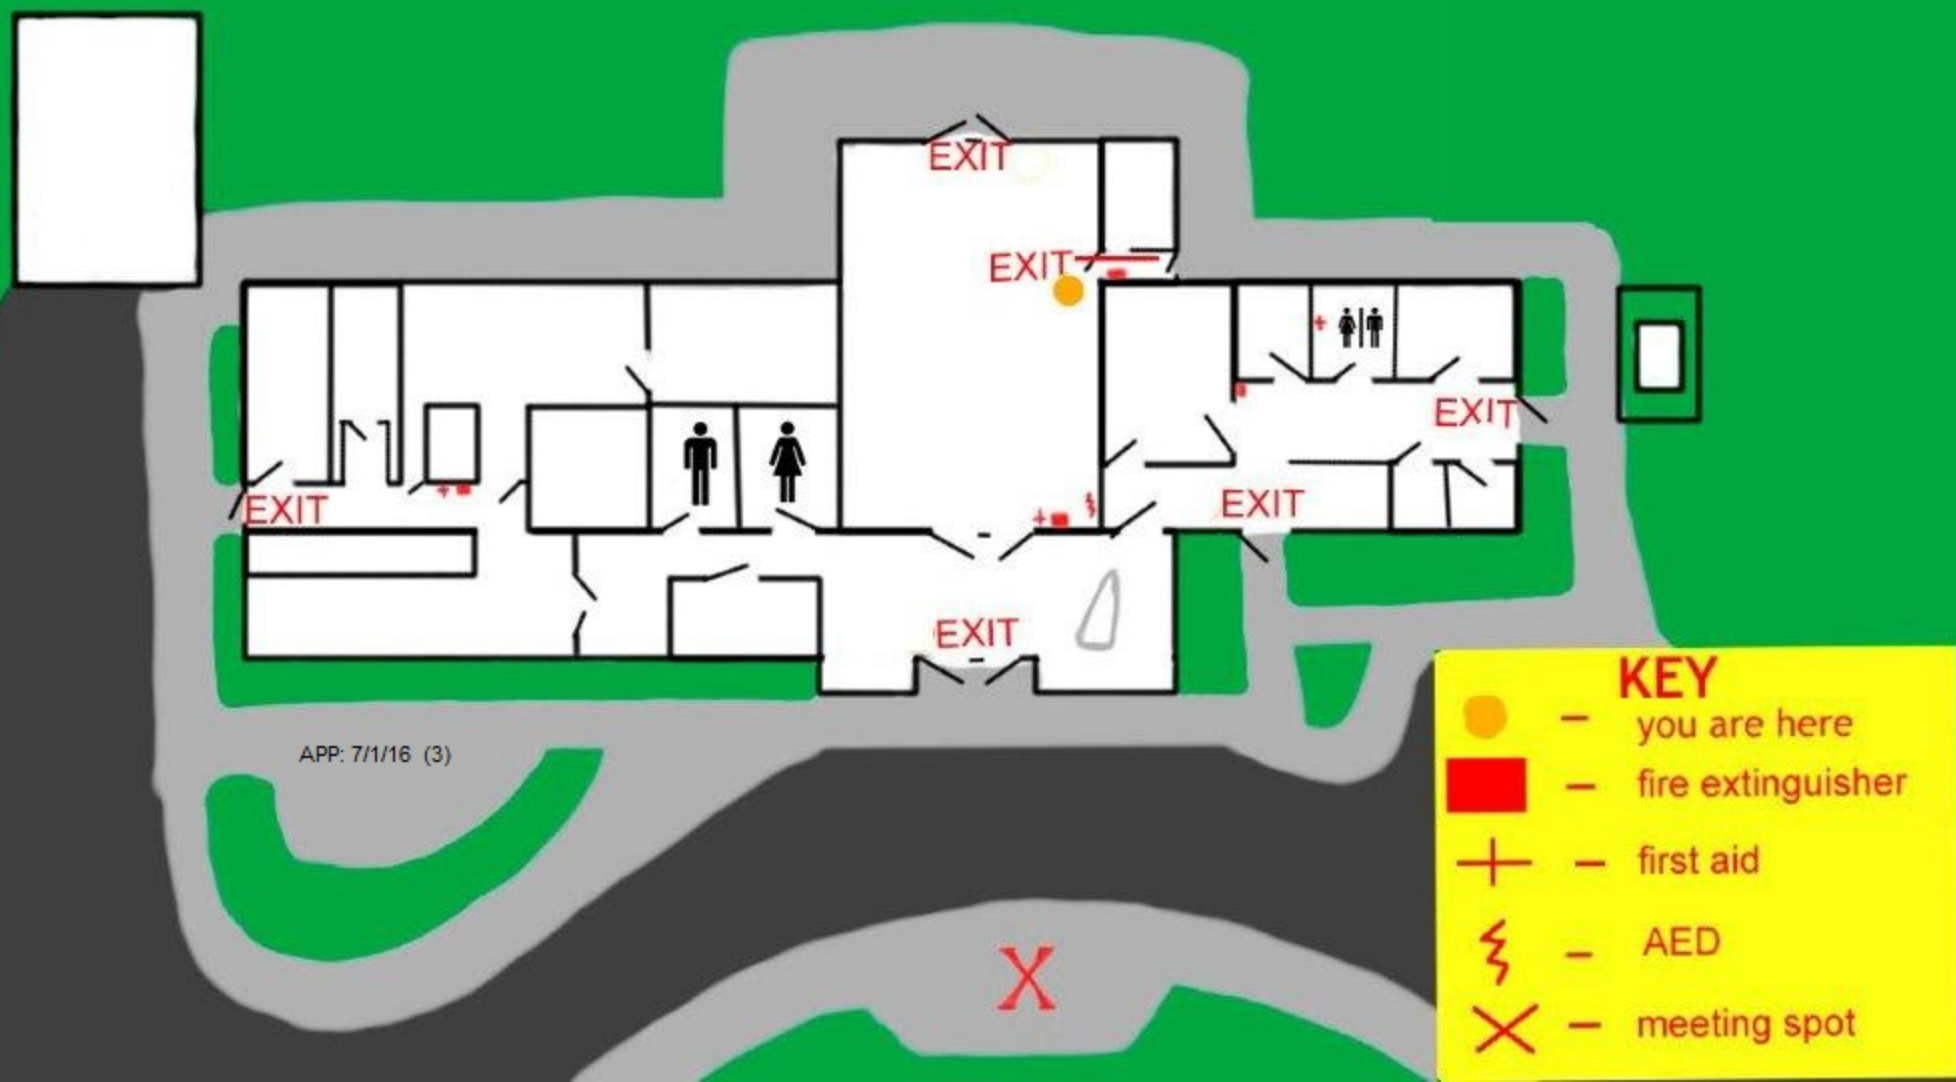 EXIT
EXIT
EXIT
EXIT
EXIT
EXIT
APP: 7/1/16 (3)
X
KEY
– you are here
– fire extinguisher
– first aid
– AED
– meeting spot